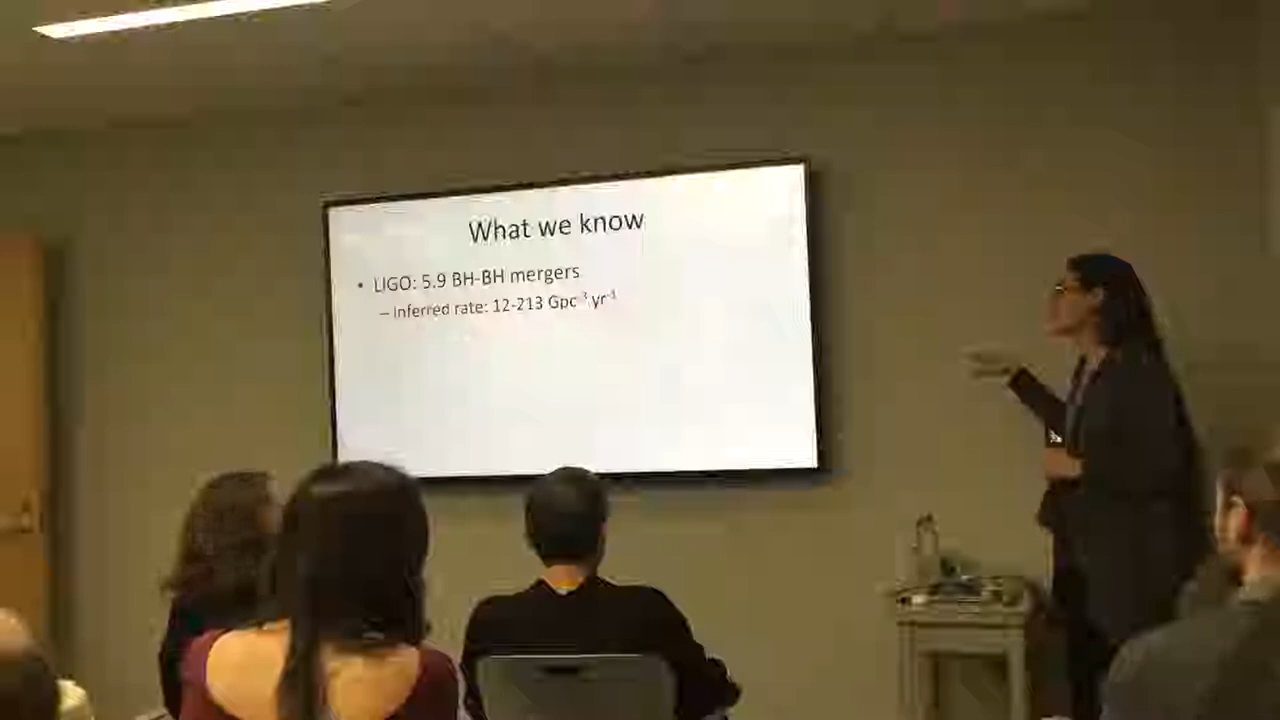 What we know
• LIGO: 5.9 BH-BH mergers
– Inferred rate: 12-213 Gpc⁻³ yr⁻¹